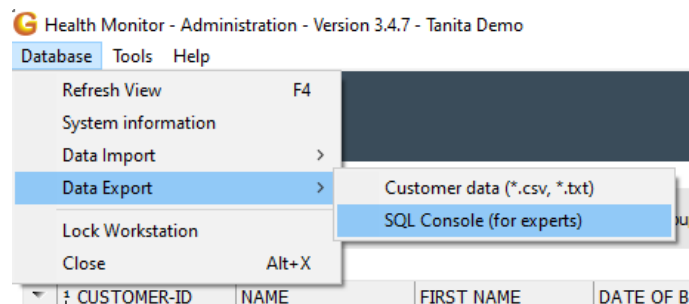 Health Monitor - Administration - Version 3.4.7 - Tanita Demo
Database Tools Help
Refresh View F4
System information
Data Import >
Data Export >
Customer data (*.csv, *.txt)
SQL Console (for experts)
Lock Workstation
Close Alt+X
CUSTOMER-ID NAME FIRST NAME DATE OF B